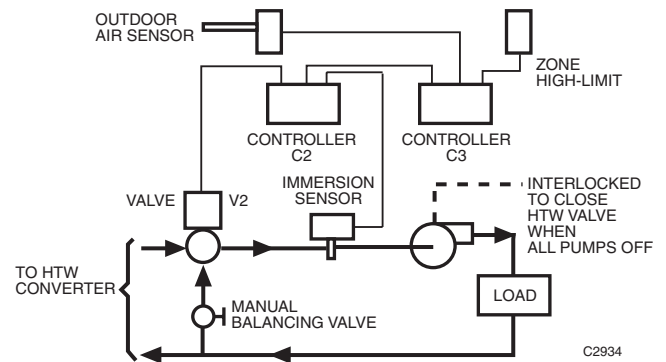 OUTDOOR
AIR SENSOR
ZONE
HIGH-LIMIT
CONTROLLER
C2
CONTROLLER
C3
VALVE
V2
IMMERSION
SENSOR
INTERLOCKED
TO CLOSE
HTW VALVE
WHEN
ALL PUMPS OFF
TO HTW
CONVERTER
MANUAL
BALANCING VALVE
LOAD
C2934